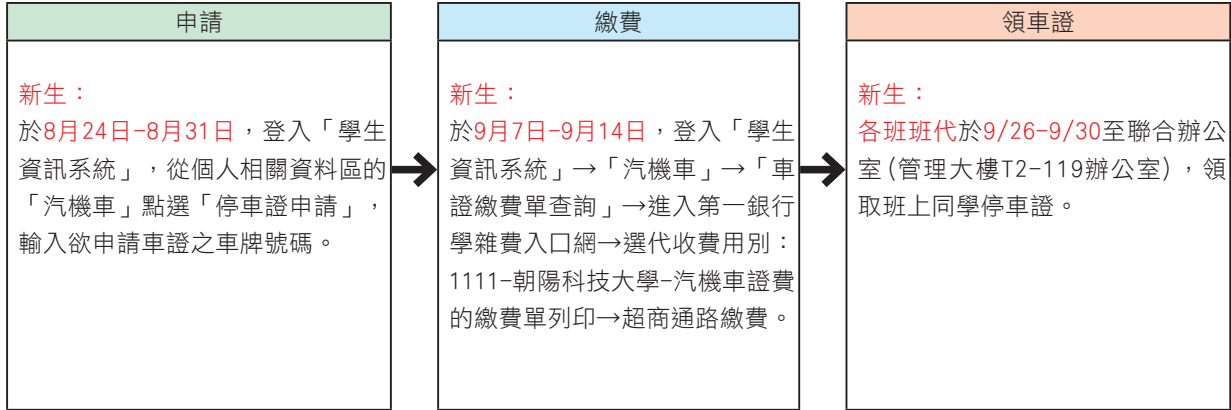 申請
新生：
於8月24日-8月31日，登入「學生
資訊系統」，從個人相關資料區的
「汽機車」點選「停車證申請」，
輸入欲申請車證之車牌號碼。
繳費
新生：
於9月7日-9月14日，登入「學生
資訊系統」→「汽機車」→「車
證繳費單查詢」→進入第一銀行
學雜費入口網→選代收費用別：
1111-朝陽科技大學-汽機車證費
的繳費單列印→超商通路繳費。
領車證
新生：
各班班代於9/26-9/30至聯合辦公
室(管理大樓T2-119辦公室)，領
取班上同學停車證。